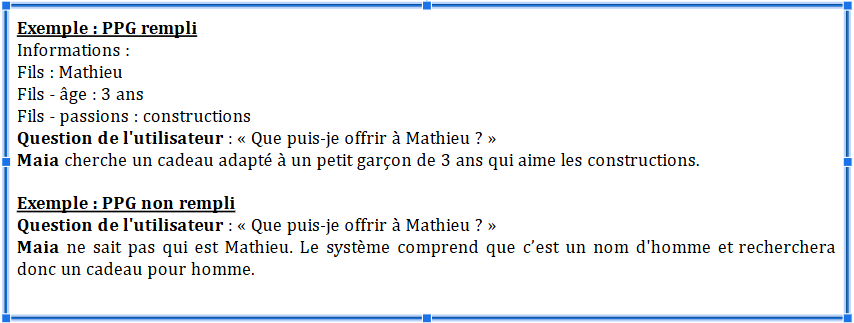 Exemple : PPG rempli
Informations :
Fils : Mathieu
Fils - âge : 3 ans
Fils - passions : constructions
Question de l'utilisateur : « Que puis-je offrir à Mathieu ? »
Maia cherche un cadeau adapté à un petit garçon de 3 ans qui aime les constructions.
Exemple : PPG non rempli
Question de l'utilisateur : « Que puis-je offrir à Mathieu ? »
Maia ne sait pas qui est Mathieu. Le système comprend que c’est un nom d'homme et recherchera
donc un cadeau pour homme.